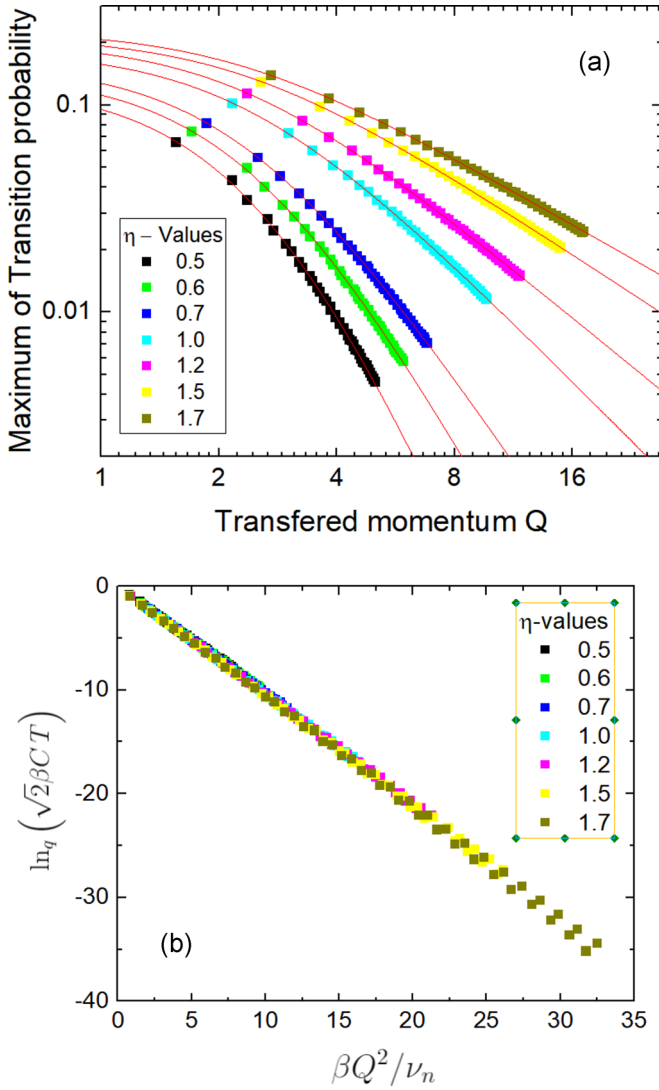 (a)
Maximum of Transition probability
0.1
0.01
η – Values
0.5
0.6
0.7
1.0
1.2
1.5
1.7
1 2 4 8 16
Transfered momentum Q
0
-10
-20
-30
-40
ln_q (√2βCT)
η-values
0.5
0.6
0.7
1.0
1.2
1.5
1.7
(b)
0 5 10 15 20 25 30 35
βQ²/ν_n